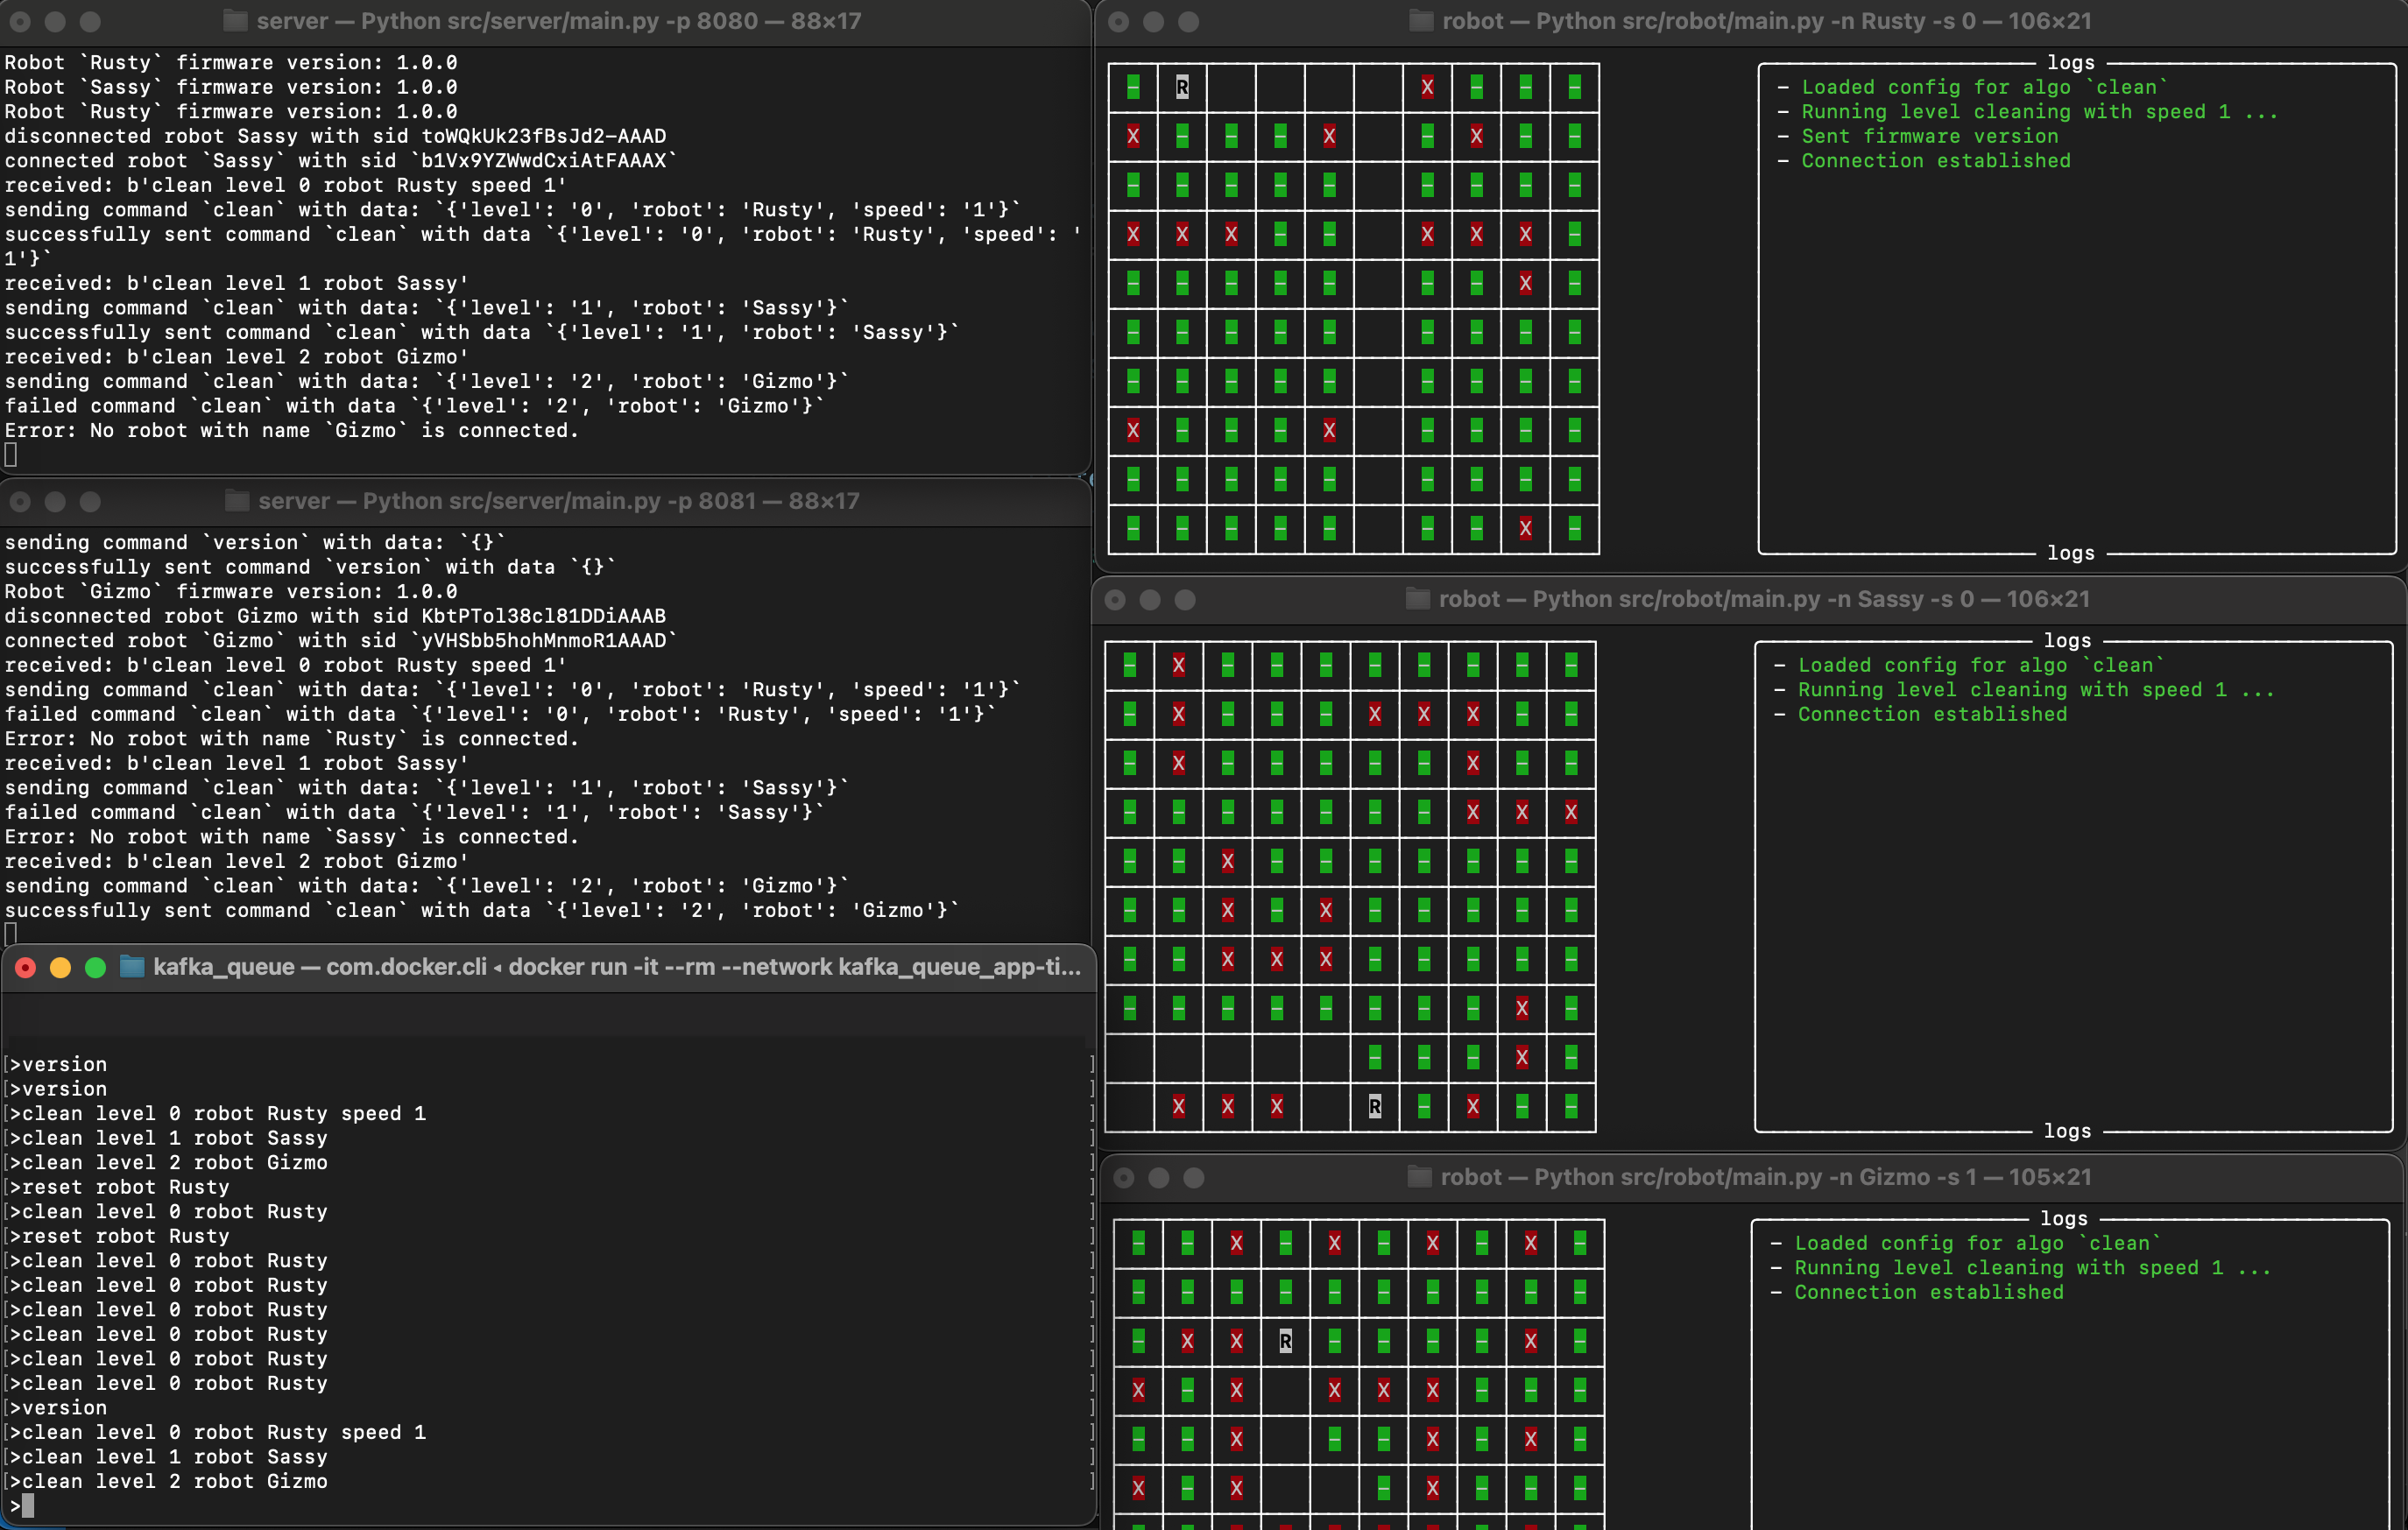 server — Python src/server/main.py -p 8080 — 88×17
Robot `Rusty` firmware version: 1.0.0
Robot `Sassy` firmware version: 1.0.0
Robot `Rusty` firmware version: 1.0.0
disconnected robot Sassy with sid toWQkUk23fBsJd2-AAAD
connected robot `Sassy` with sid `b1Vx9YZWwdCxiAtFAAAX`
received: b'clean level 0 robot Rusty speed 1'
sending command `clean` with data: `{'level': '0', 'robot': 'Rusty', 'speed': '1'}`
successfully sent command `clean` with data `{'level': '0', 'robot': 'Rusty', 'speed': '
1'}`
received: b'clean level 1 robot Sassy'
sending command `clean` with data: `{'level': '1', 'robot': 'Sassy'}`
successfully sent command `clean` with data `{'level': '1', 'robot': 'Sassy'}`
received: b'clean level 2 robot Gizmo'
sending command `clean` with data: `{'level': '2', 'robot': 'Gizmo'}`
failed command `clean` with data `{'level': '2', 'robot': 'Gizmo'}`
Error: No robot with name `Gizmo` is connected.
server — Python src/server/main.py -p 8081 — 88×17
sending command `version` with data: `{}`
successfully sent command `version` with data `{}`
Robot `Gizmo` firmware version: 1.0.0
disconnected robot Gizmo with sid KbtPTol38cl81DDiAAAB
connected robot `Gizmo` with sid `yVHSbb5hohMnmoR1AAAD`
received: b'clean level 0 robot Rusty speed 1'
sending command `clean` with data: `{'level': '0', 'robot': 'Rusty', 'speed': '1'}`
failed command `clean` with data `{'level': '0', 'robot': 'Rusty', 'speed': '1'}`
Error: No robot with name `Rusty` is connected.
received: b'clean level 1 robot Sassy'
sending command `clean` with data: `{'level': '1', 'robot': 'Sassy'}`
failed command `clean` with data `{'level': '1', 'robot': 'Sassy'}`
Error: No robot with name `Sassy` is connected.
received: b'clean level 2 robot Gizmo'
sending command `clean` with data: `{'level': '2', 'robot': 'Gizmo'}`
successfully sent command `clean` with data `{'level': '2', 'robot': 'Gizmo'}`
kafka_queue — com.docker.cli ◂ docker run -it --rm --network kafka_queue_app-ti...
[>version ]
[>version ]
[>clean level 0 robot Rusty speed 1 ]
[>clean level 1 robot Sassy ]
[>clean level 2 robot Gizmo ]
[>reset robot Rusty ]
[>clean level 0 robot Rusty ]
[>reset robot Rusty ]
[>clean level 0 robot Rusty ]
[>clean level 0 robot Rusty ]
[>clean level 0 robot Rusty ]
[>clean level 0 robot Rusty ]
[>clean level 0 robot Rusty ]
[>clean level 0 robot Rusty ]
[>version ]
[>clean level 0 robot Rusty speed 1 ]
[>clean level 1 robot Sassy ]
[>clean level 2 robot Gizmo ]
>
robot — Python src/robot/main.py -n Rusty -s 0 — 106×21
– R X – – –
X – – – X – X – –
– – – – – – – – –
X X X – – X X X –
– – – – – – – X –
– – – – – – – – –
– – – – – – – – –
X – – – X – – – –
– – – – – – – – –
– – – – – – – X –
logs
– Loaded config for algo `clean`
– Running level cleaning with speed 1 ...
– Sent firmware version
– Connection established
logs
robot — Python src/robot/main.py -n Sassy -s 0 — 106×21
– X – – – – – – – –
– X – – – X X X – –
– X – – – – – X – –
– – – – – – – X X X
– – X – – – – – – –
– – X – X – – – – –
– – X X X – – – – –
– – – – – – – – X –
– – – X –
X X X R – X – –
logs
– Loaded config for algo `clean`
– Running level cleaning with speed 1 ...
– Connection established
logs
robot — Python src/robot/main.py -n Gizmo -s 1 — 105×21
– – X – X – X – X –
– – – – – – – – – –
– X X R – – – – X –
X – X X X X – – –
– – X – – X – X –
X – X – X – – –
logs
– Loaded config for algo `clean`
– Running level cleaning with speed 1 ...
– Connection established